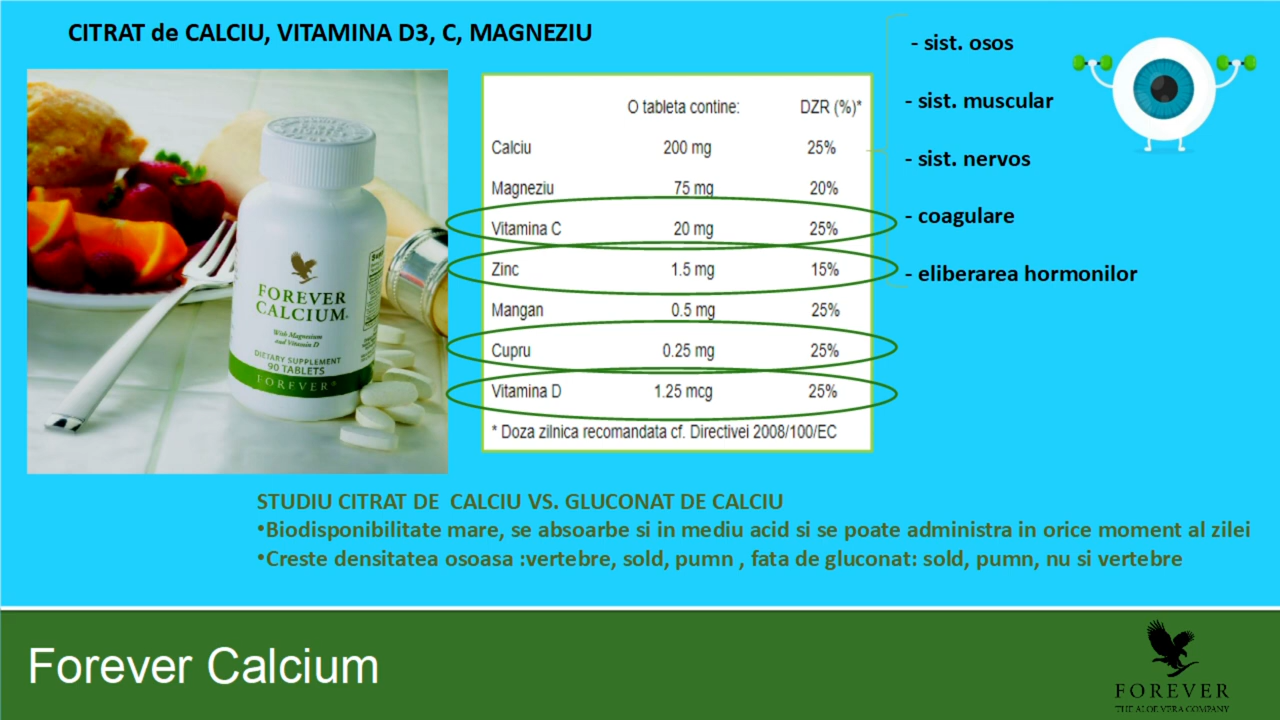 CITRAT de CALCIU, VITAMINA D3, C, MAGNEZIU
- sist. osos
- sist. muscular
- sist. nervos
- coagulare
- eliberarea hormonilor
FOREVER
CALCIUM
With Magnesium
and Vitamin D
DIETARY SUPPLEMENT
90 TABLETS
FOREVER
O tableta contine: DZR (%)*
Calciu 200 mg 25%
Magneziu 75 mg 20%
Vitamina C 20 mg 25%
Zinc 1.5 mg 15%
Mangan 0.5 mg 25%
Cupru 0.25 mg 25%
Vitamina D 1.25 mcg 25%
* Doza zilnica recomandata cf. Directivei 2008/100/EC
STUDIU CITRAT DE CALCIU VS. GLUCONAT DE CALCIU
•Biodisponibilitate mare, se absoarbe si in mediu acid si se poate administra in orice moment al zilei
•Creste densitatea osoasa :vertebre, sold, pumn , fata de gluconat: sold, pumn, nu si vertebre
Forever Calcium
FOREVER
THE ALOE VERA COMPANY